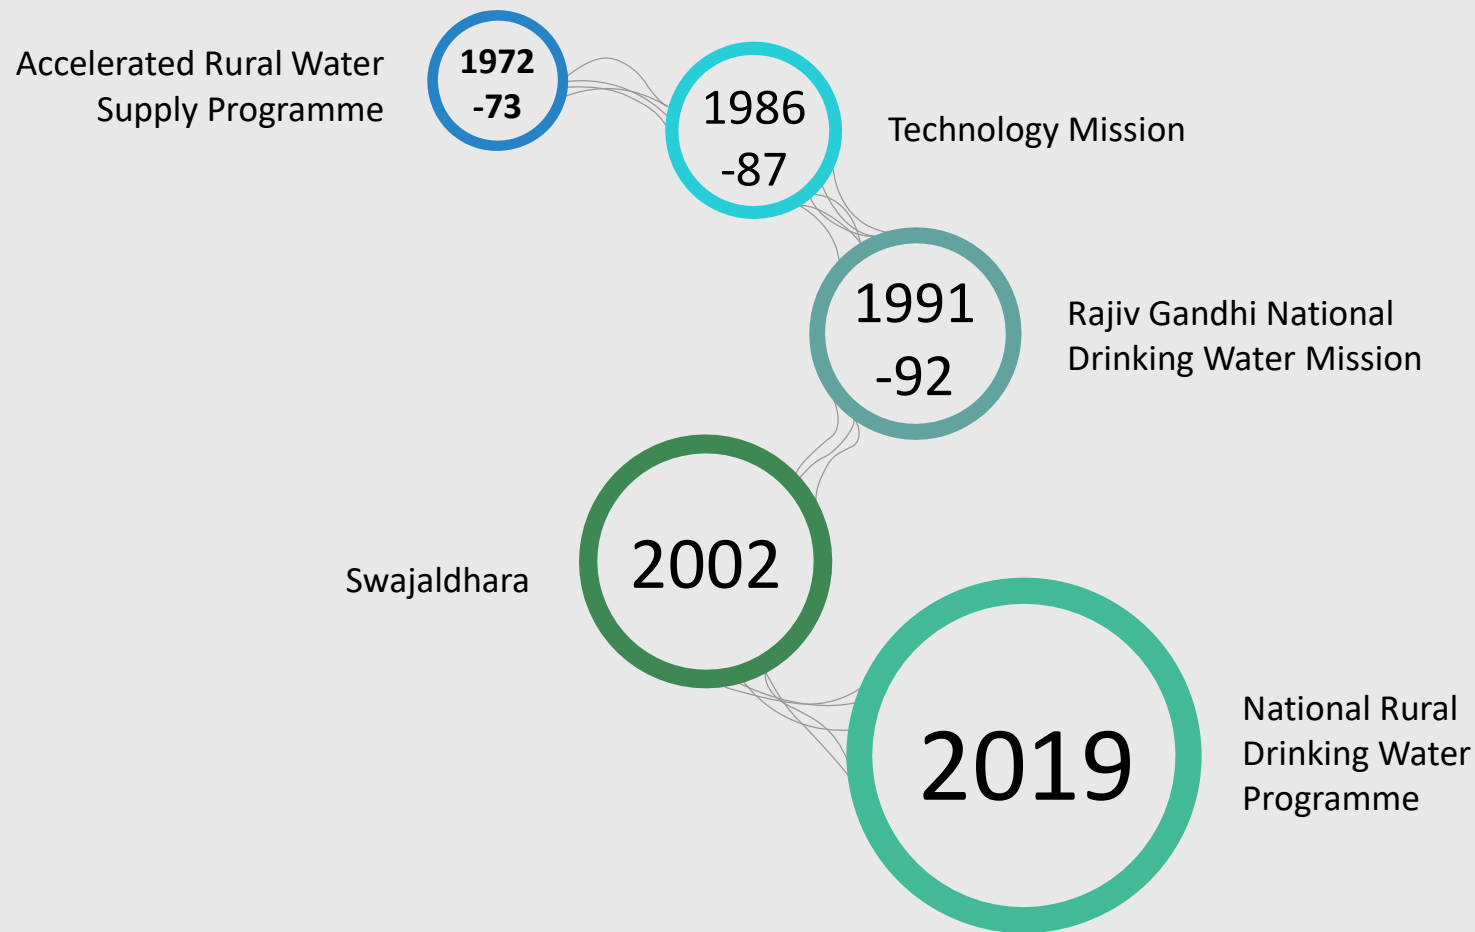 Accelerated Rural Water
Supply Programme
1972
-73
1986
-87
Technology Mission
1991
-92
Rajiv Gandhi National
Drinking Water Mission
Swajaldhara
2002
2019
National Rural
Drinking Water
Programme